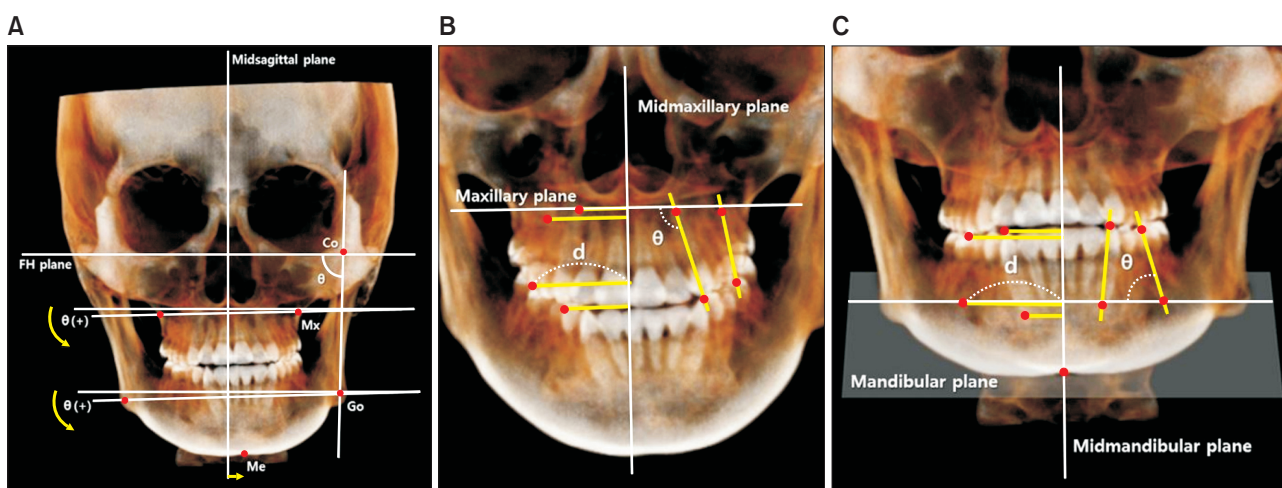 A
Midsagittal plane
Co
θ
FH plane
θ(+)
Mx
θ(+)
Go
Me
B
Midmaxillary plane
Maxillary plane
θ
d
C
d
θ
Mandibular plane
Midmandibular plane